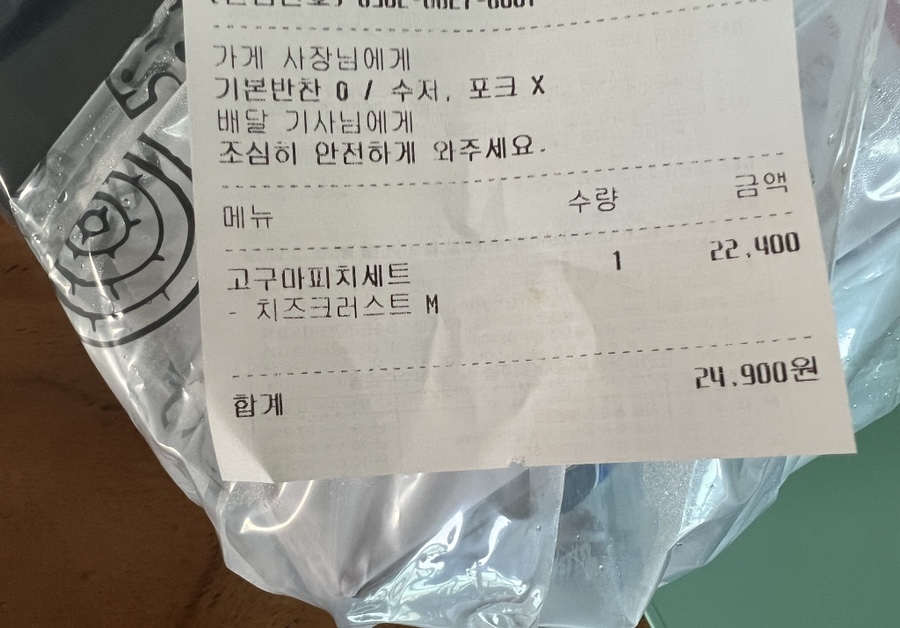 가게 사장님에게
기본반찬 O / 수저, 포크 X
배달 기사님에게
조심히 안전하게 와주세요.
메뉴 수량 금액
고구마피치세트 1 22,400
- 치즈크러스트 M
합계 24,900원